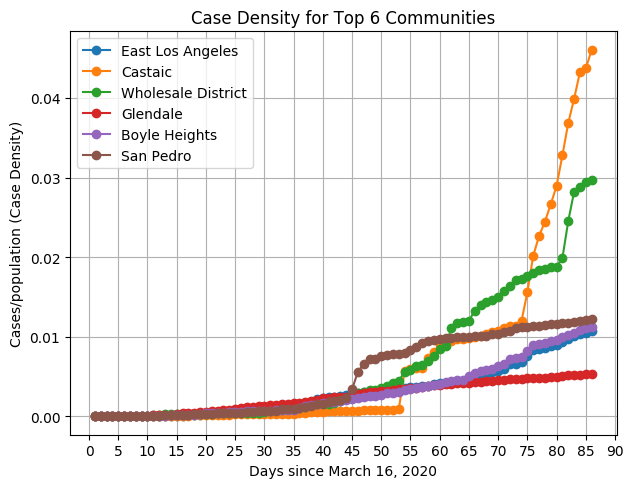 Case Density for Top 6 Communities
East Los Angeles
Castaic
Wholesale District
Glendale
Boyle Heights
San Pedro
Cases/population (Case Density)
0.04
0.03
0.02
0.01
0.00
0 5 10 15 20 25 30 35 40 45 50 55 60 65 70 75 80 85 90
Days since March 16, 2020